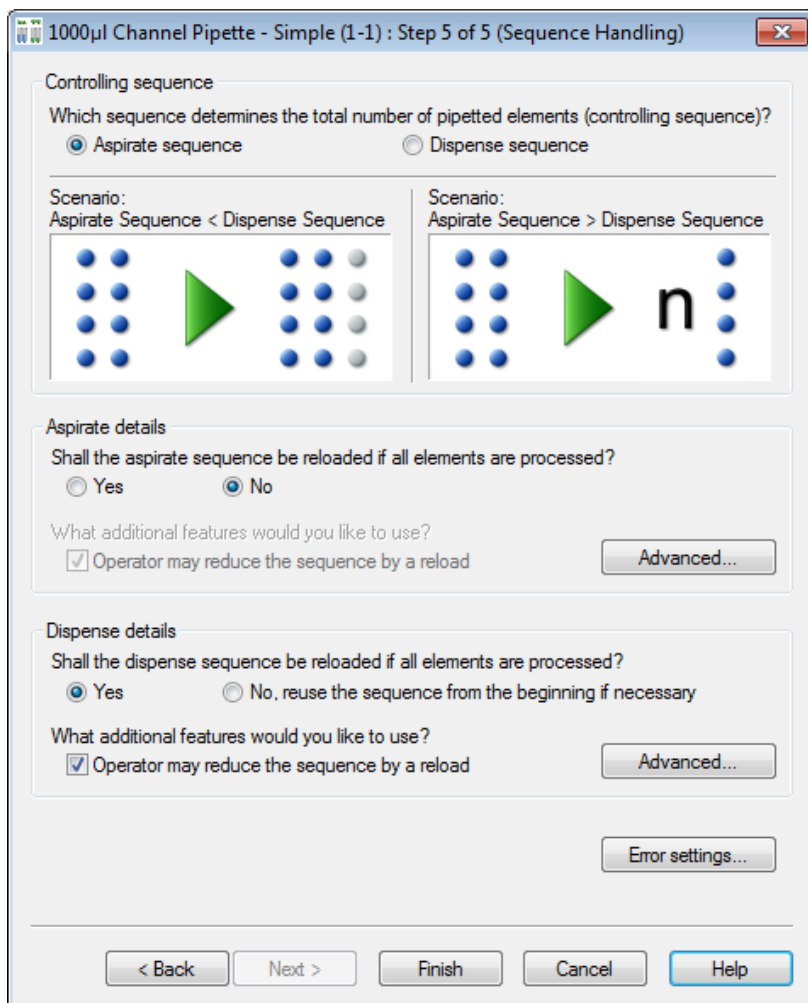 1000µl Channel Pipette - Simple (1-1) : Step 5 of 5 (Sequence Handling)
Controlling sequence
Which sequence determines the total number of pipetted elements (controlling sequence)?
Aspirate sequence
Dispense sequence
Scenario:
Aspirate Sequence < Dispense Sequence
Scenario:
Aspirate Sequence > Dispense Sequence
n
Aspirate details
Shall the aspirate sequence be reloaded if all elements are processed?
Yes
No
What additional features would you like to use?
Operator may reduce the sequence by a reload
Advanced...
Dispense details
Shall the dispense sequence be reloaded if all elements are processed?
Yes
No, reuse the sequence from the beginning if necessary
What additional features would you like to use?
Operator may reduce the sequence by a reload
Advanced...
Error settings...
< Back
Next >
Finish
Cancel
Help